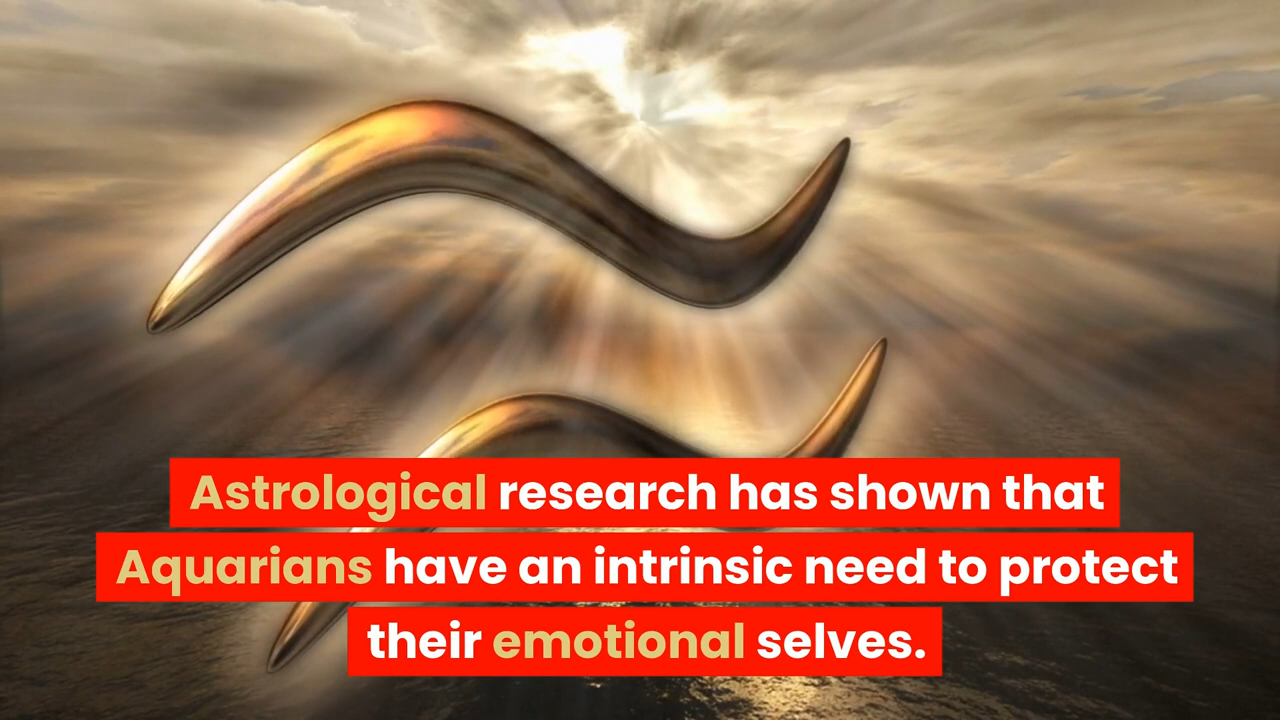 Astrological research has shown that
Aquarians have an intrinsic need to protect
their emotional selves.